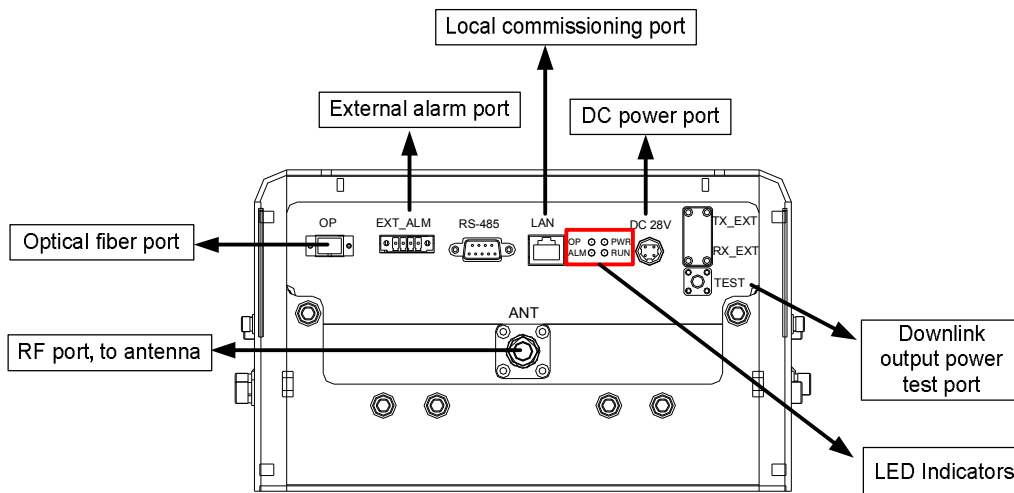 Local commissioning port
External alarm port
DC power port
OP
EXT_ALM
RS-485
LAN
DC 28V
TX_EXT
Optical fiber port
OP
PWR
ALM
RUN
RX_EXT
TEST
ANT
RF port, to antenna
Downlink
output power
test port
LED Indicators